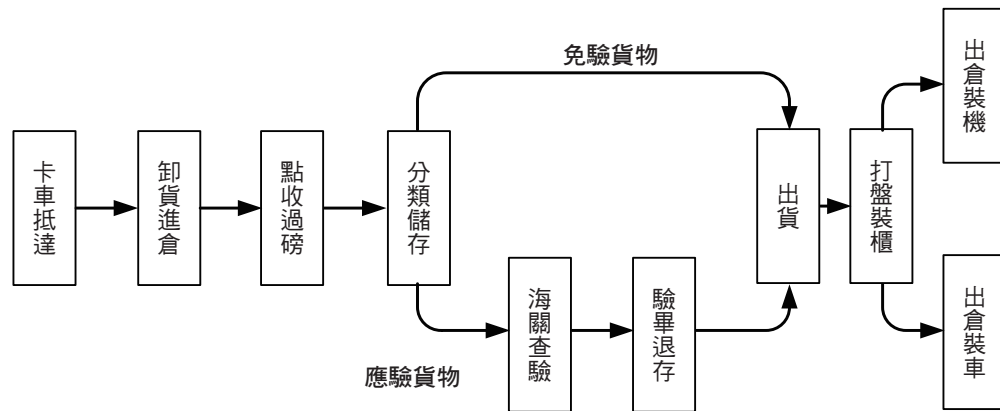 卡車抵達
卸貨進倉
點收過磅
分類儲存
免驗貨物
應驗貨物
海關查驗
驗畢退存
出貨
打盤裝櫃
出倉裝機
出倉裝車